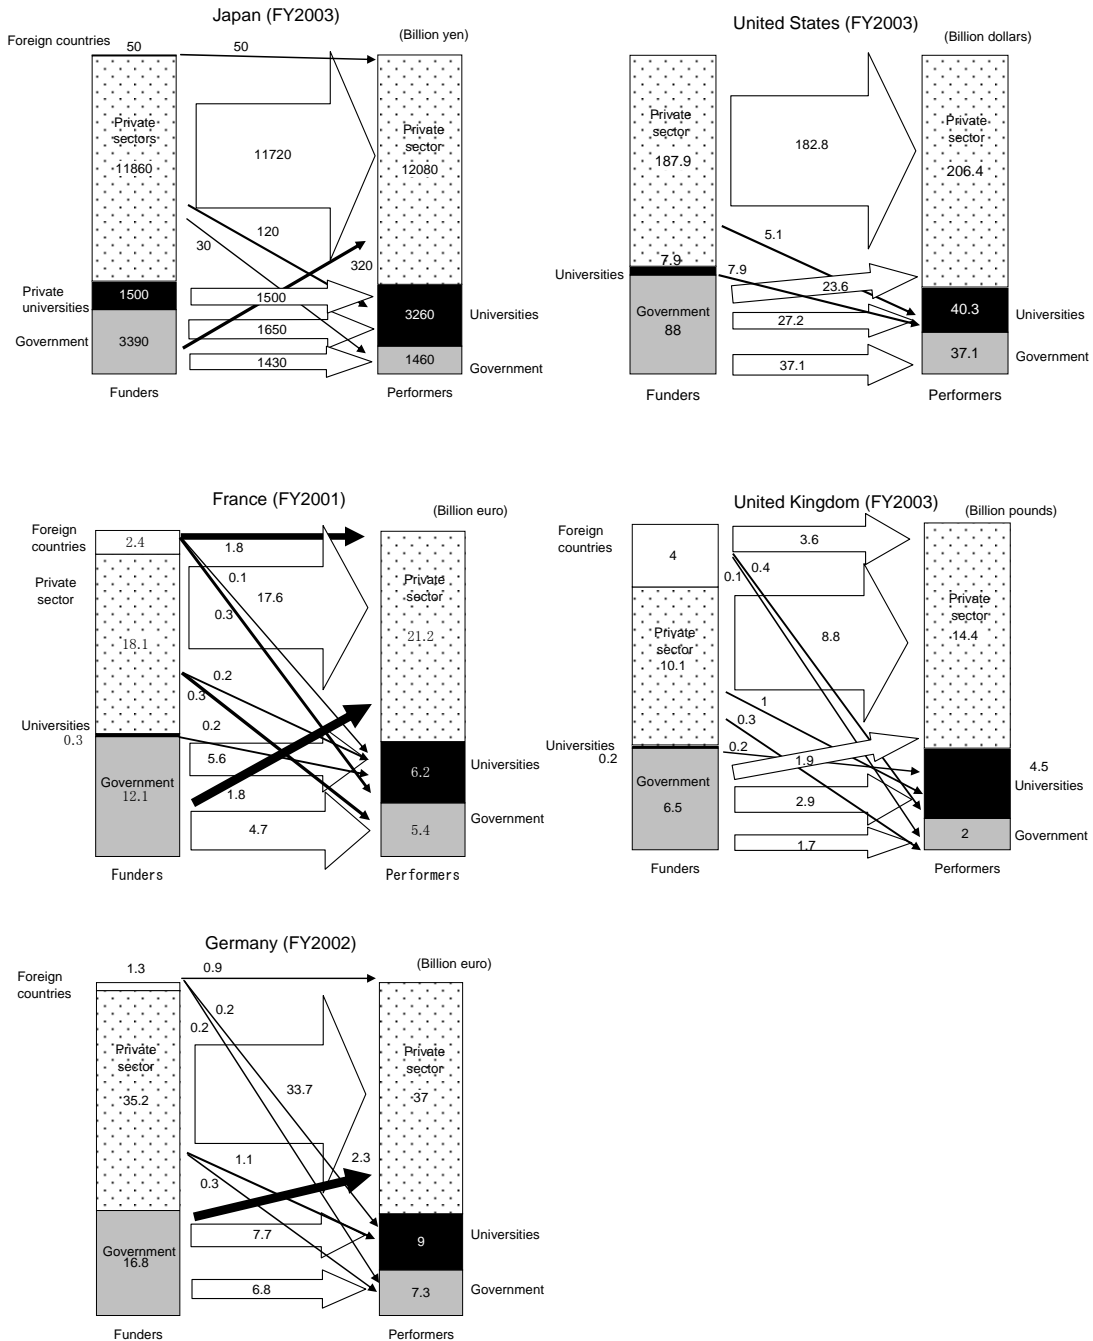 Japan (FY2003)
(Billion yen)
Foreign countries
50
50
Private
sectors
11860
11720
Private
sector
12080
120
30
320
Private
universities
1500
1500
3260
Universities
Government
3390
1650
1430
1460
Government
Funders
Performers
United States (FY2003)
(Billion dollars)
Private
sector
187.9
182.8
Private
sector
206.4
5.1
7.9
7.9
Universities
23.6
Government
88
27.2
40.3
Universities
37.1
37.1
Government
Funders
Performers
France (FY2001)
(Billion euro)
Foreign
countries
2.4
1.8
Private
sector
0.1
17.6
0.3
Private
sector
21.2
18.1
0.2
0.3
0.2
Universities
0.3
5.6
6.2
Universities
Government
12.1
1.8
4.7
5.4
Government
Funders
Performers
United Kingdom (FY2003)
(Billion pounds)
Foreign
countries
4
3.6
0.4
0.1
Private
sector
10.1
8.8
Private
sector
14.4
1
0.3
0.2
Universities
0.2
1.9
4.5
Universities
Government
6.5
2.9
1.7
2
Government
Funders
Performers
Germany (FY2002)
(Billion euro)
Foreign
countries
1.3
0.9
0.2
0.2
Private
sector
35.2
33.7
Private
sector
37
1.1
2.3
0.3
Government
16.8
7.7
9
Universities
6.8
7.3
Government
Funders
Performers